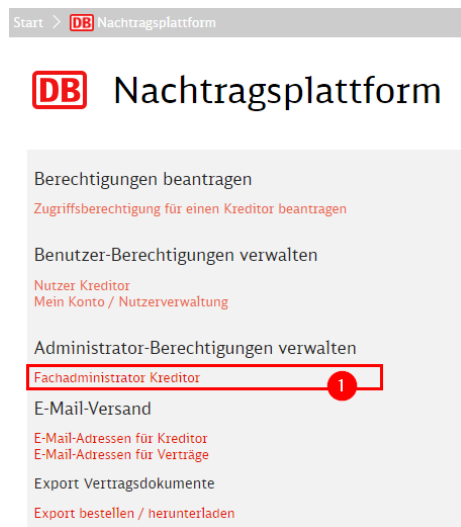 Start > DB Nachtragsplattform
DB Nachtragsplattform
Berechtigungen beantragen
Zugriffsberechtigung für einen Kreditor beantragen
Benutzer-Berechtigungen verwalten
Nutzer Kreditor
Mein Konto / Nutzerverwaltung
Administrator-Berechtigungen verwalten
Fachadministrator Kreditor 1
E-Mail-Versand
E-Mail-Adressen für Kreditor
E-Mail-Adressen für Verträge
Export Vertragsdokumente
Export bestellen / herunterladen